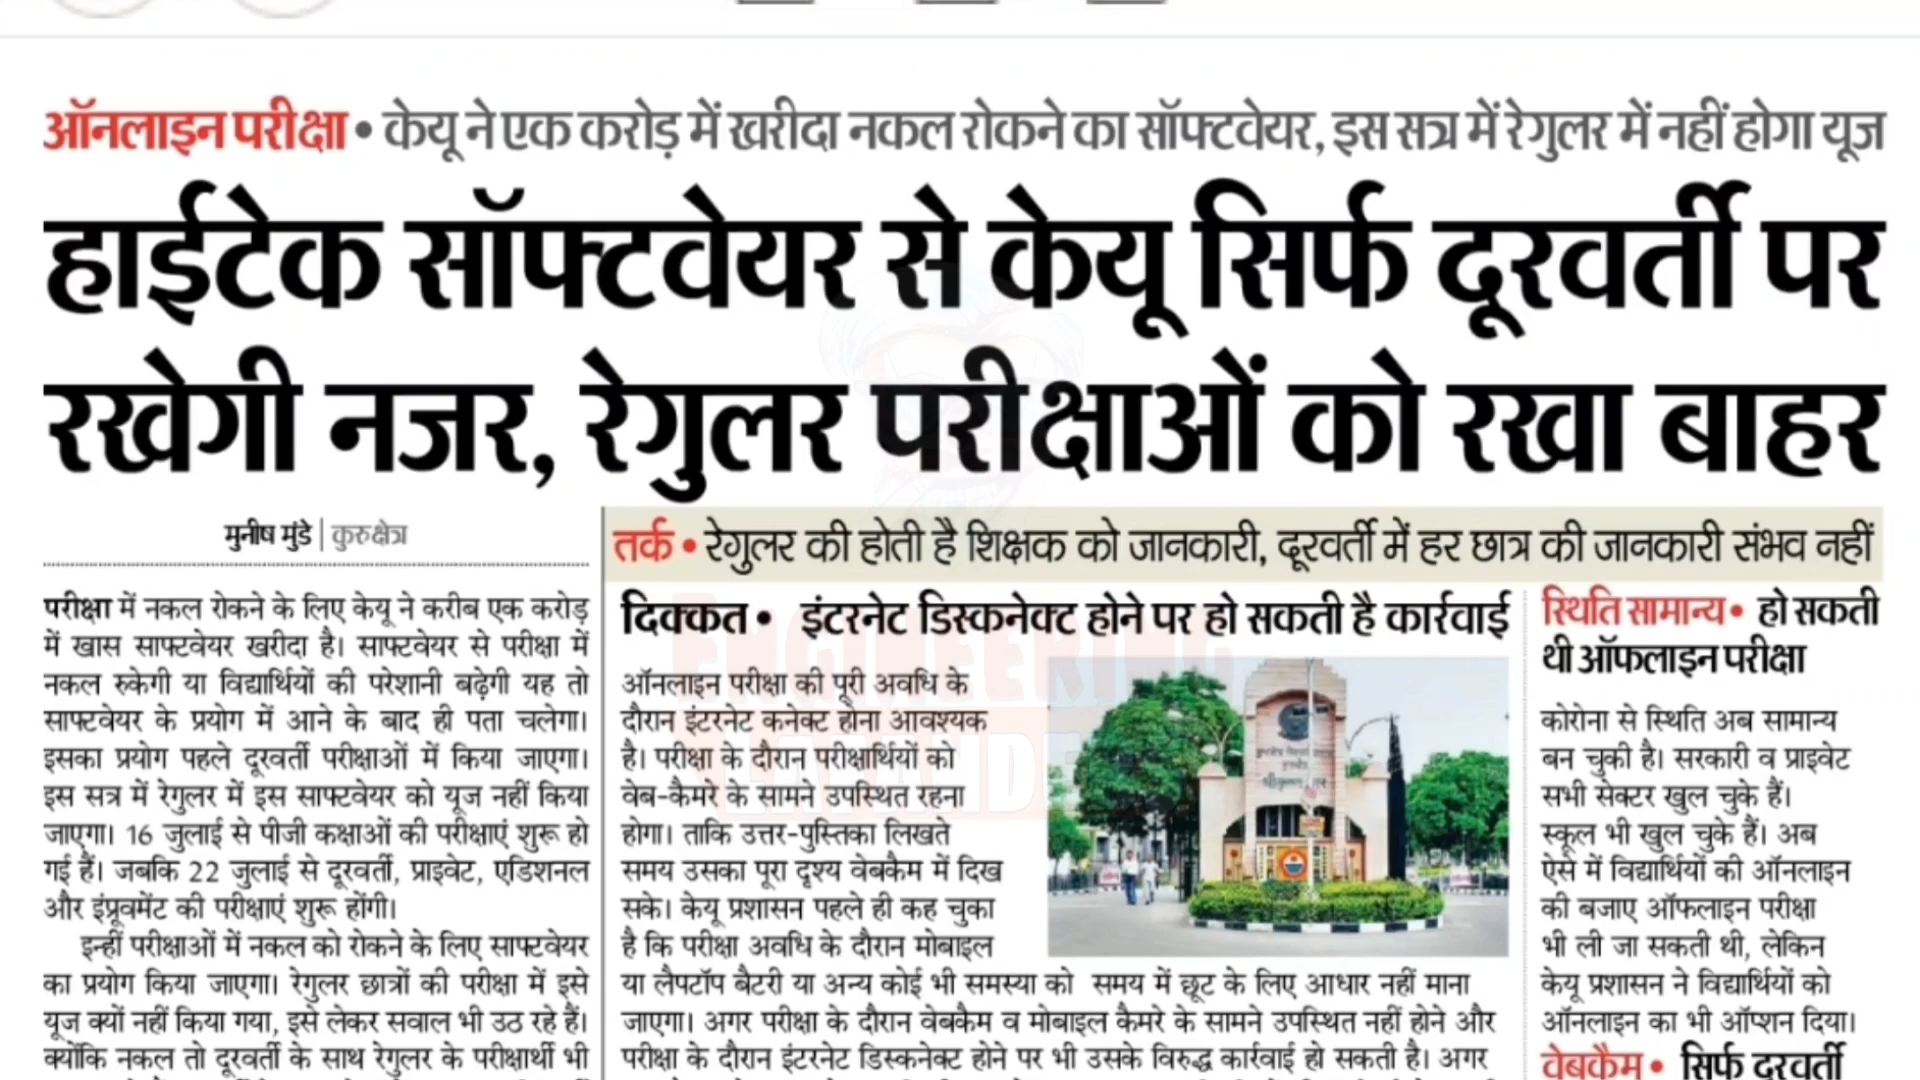 ऑनलाइन परीक्षा • केयू ने एक करोड़ में खरीदा नकल रोकने का सॉफ्टवेयर, इस सत्र में रेगुलर में नहीं होगा यूज
हाईटेक सॉफ्टवेयर से केयू सिर्फ दूरवर्ती पर
रखेगी नजर, रेगुलर परीक्षाओं को रखा बाहर
मुनीष मुंडे | कुरुक्षेत्र
परीक्षा में नकल रोकने के लिए केयू ने करीब एक करोड़
में खास साफ्टवेयर खरीदा है। साफ्टवेयर से परीक्षा में
नकल रुकेगी या विद्यार्थियों की परेशानी बढ़ेगी यह तो
साफ्टवेयर के प्रयोग में आने के बाद ही पता चलेगा।
इसका प्रयोग पहले दूरवर्ती परीक्षाओं में किया जाएगा।
इस सत्र में रेगुलर में इस साफ्टवेयर को यूज नहीं किया
जाएगा। 16 जुलाई से पीजी कक्षाओं की परीक्षाएं शुरू हो
गई हैं। जबकि 22 जुलाई से दूरवर्ती, प्राइवेट, एडिशनल
और इंप्रूवमेंट की परीक्षाएं शुरू होंगी।
इन्हीं परीक्षाओं में नकल को रोकने के लिए साफ्टवेयर
का प्रयोग किया जाएगा। रेगुलर छात्रों की परीक्षा में इसे
यूज क्यों नहीं किया गया, इसे लेकर सवाल भी उठ रहे हैं।
क्योंकि नकल तो दूरवर्ती के साथ रेगुलर के परीक्षार्थी भी
तर्क • रेगुलर की होती है शिक्षक को जानकारी, दूरवर्ती में हर छात्र की जानकारी संभव नहीं
दिक्कत • इंटरनेट डिस्कनेक्ट होने पर हो सकती है कार्रवाई
ऑनलाइन परीक्षा की पूरी अवधि के
दौरान इंटरनेट कनेक्ट होना आवश्यक
है। परीक्षा के दौरान परीक्षार्थियों को
वेब-कैमरे के सामने उपस्थित रहना
होगा। ताकि उत्तर-पुस्तिका लिखते
समय उसका पूरा दृश्य वेबकैम में दिख
सके। केयू प्रशासन पहले ही कह चुका
है कि परीक्षा अवधि के दौरान मोबाइल
या लैपटॉप बैटरी या अन्य कोई भी समस्या को समय में छूट के लिए आधार नहीं माना
जाएगा। अगर परीक्षा के दौरान वेबकैम व मोबाइल कैमरे के सामने उपस्थित नहीं होने और
परीक्षा के दौरान इंटरनेट डिस्कनेक्ट होने पर भी उसके विरुद्ध कार्रवाई हो सकती है। अगर
स्थिति सामान्य • हो सकती
थी ऑफलाइन परीक्षा
कोरोना से स्थिति अब सामान्य
बन चुकी है। सरकारी व प्राइवेट
सभी सेक्टर खुल चुके हैं।
स्कूल भी खुल चुके हैं। अब
ऐसे में विद्यार्थियों की ऑनलाइन
की बजाए ऑफलाइन परीक्षा
भी ली जा सकती थी, लेकिन
केयू प्रशासन ने विद्यार्थियों को
ऑनलाइन का भी ऑप्शन दिया।
वेबकैम • सिर्फ दूरवर्ती